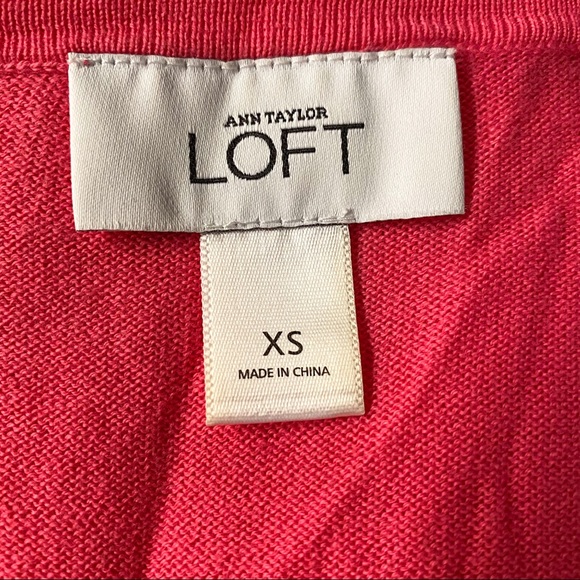 ANN TAYLOR
LOFT
XS
MADE IN CHINA